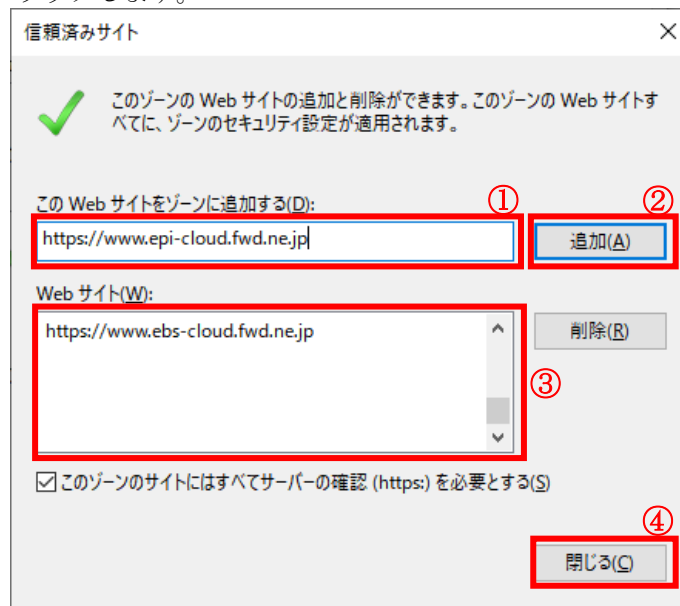 クリックします。
信頼済みサイト
このゾーンの Web サイトの追加と削除ができます。このゾーンの Web サイトす
べてに、ゾーンのセキュリティ設定が適用されます。
この Web サイトをゾーンに追加する(D):
①
②
https://www.epi-cloud.fwd.ne.jp
追加(A)
Web サイト(W):
https://www.ebs-cloud.fwd.ne.jp
削除(R)
③
このゾーンのサイトにはすべてサーバーの確認 (https:) を必要とする(S)
④
閉じる(C)